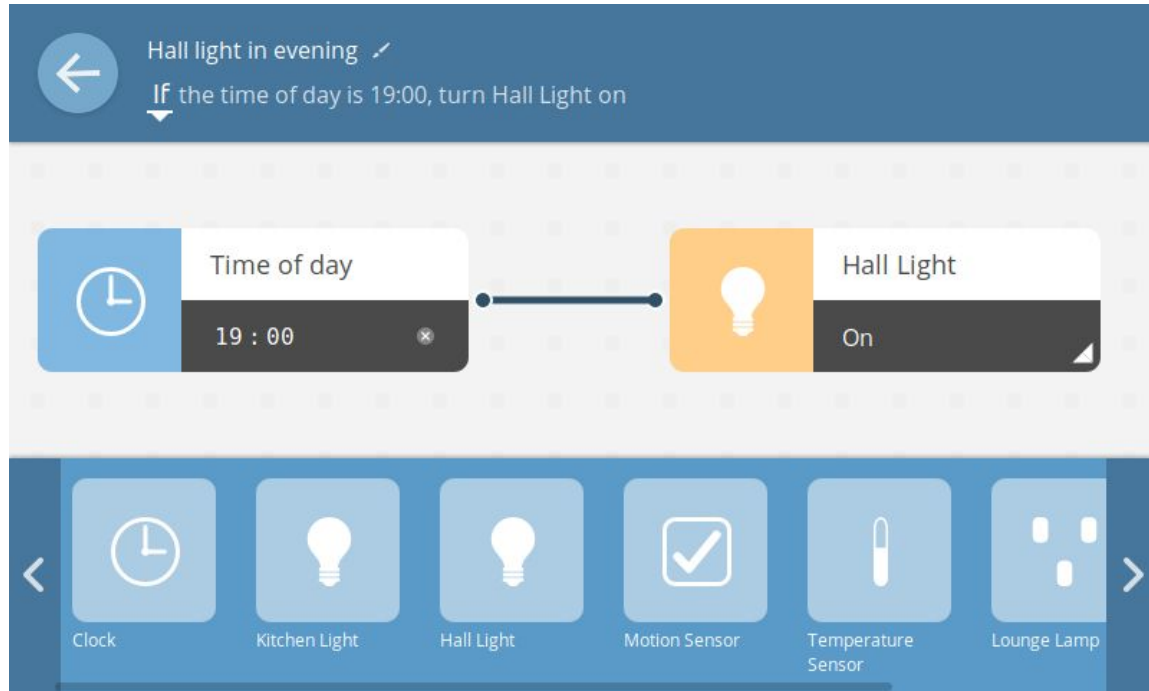 Hall light in evening
If the time of day is 19:00, turn Hall Light on
Time of day
19 : 00
Hall Light
On
Clock
Kitchen Light
Hall Light
Motion Sensor
Temperature
Sensor
Lounge Lamp